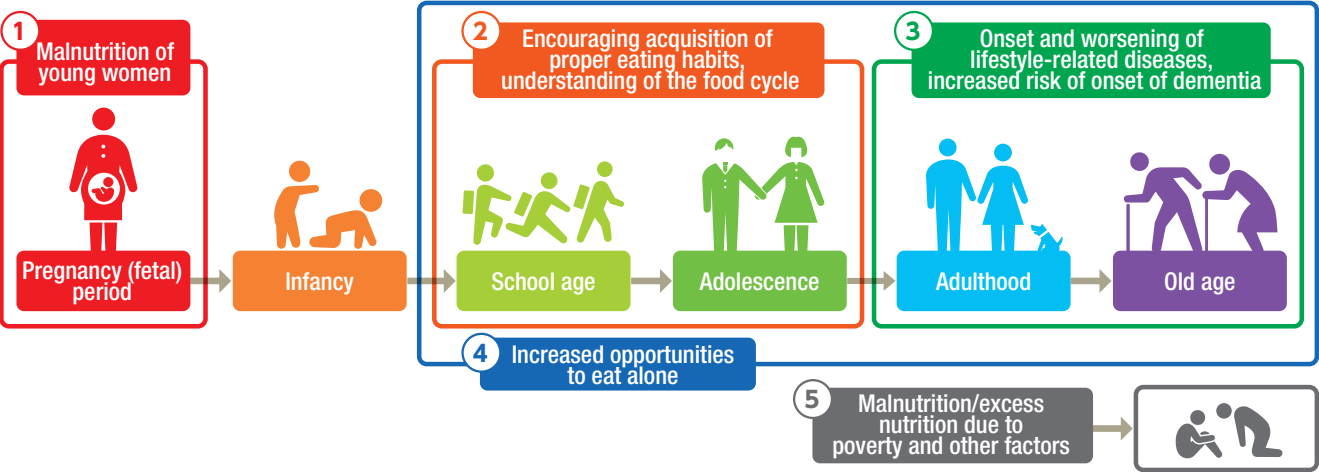 1
Malnutrition of
young women
Pregnancy (fetal)
period
Infancy
2
Encouraging acquisition of
proper eating habits,
understanding of the food cycle
School age
Adolescence
3
Onset and worsening of
lifestyle-related diseases,
increased risk of onset of dementia
Adulthood
Old age
4
Increased opportunities
to eat alone
5
Malnutrition/excess
nutrition due to
poverty and other factors